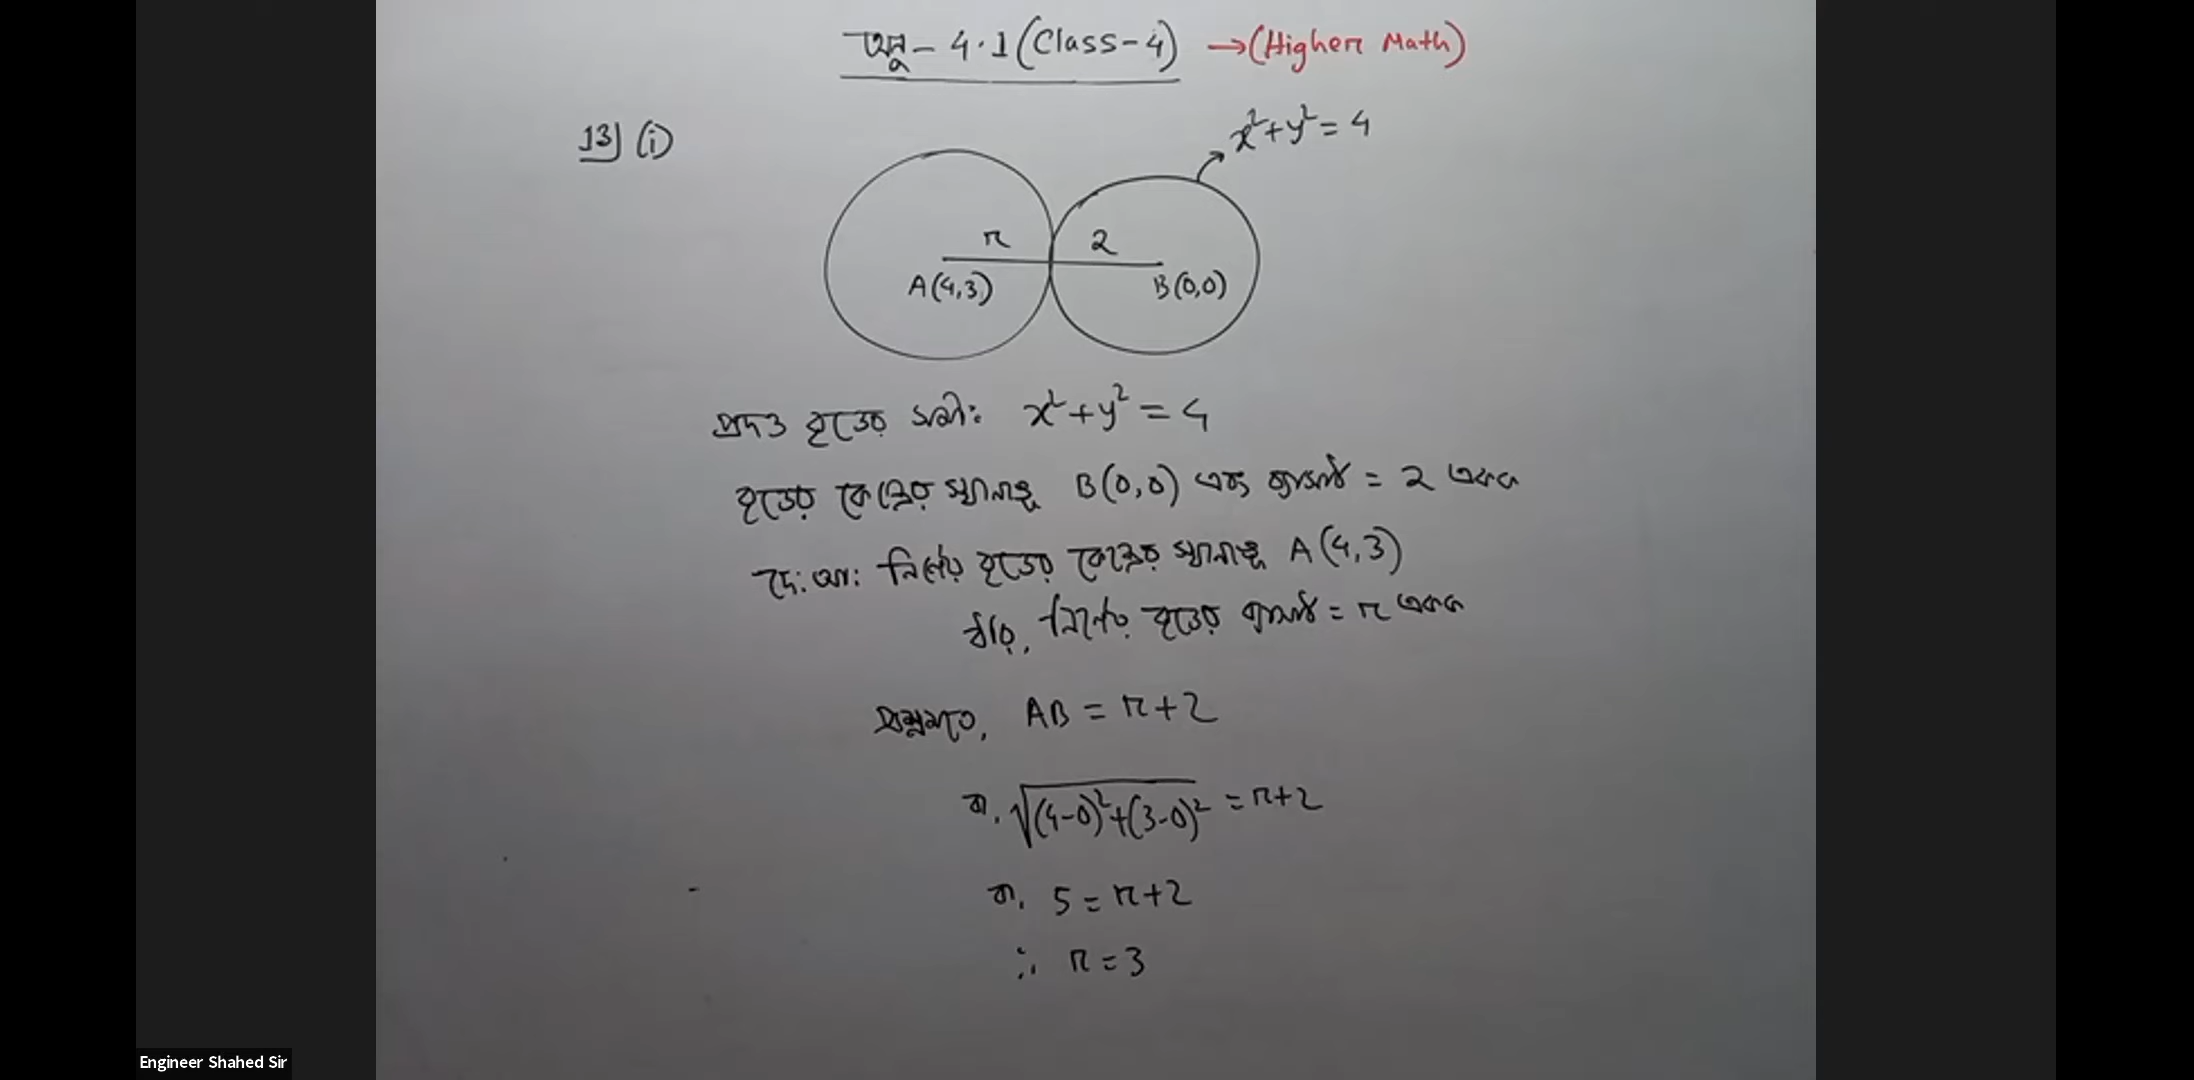 অনু- 4.1 (Class-4) →(Higher Math)
13](i)
x²+y²=4
r 2
A(4,3) B(0,0)
প্রদত্ত বৃত্তের সমী: x²+y²=4
বৃত্তের কেন্দ্রের স্থানাঙ্ক B(0,0) এবং ব্যাসার্ধ = 2 একক
দে: আ: নির্ণেয় বৃত্তের কেন্দ্রের স্থানাঙ্ক A(4,3)
ধরি, নির্ণেয় বৃত্তের ব্যাসার্ধ = r একক
প্রশ্নমতে, AB = r+2
বা, √(4-0)²+(3-0)² = r+2
বা, 5 = r+2
∴ r = 3
Engineer Shahed Sir